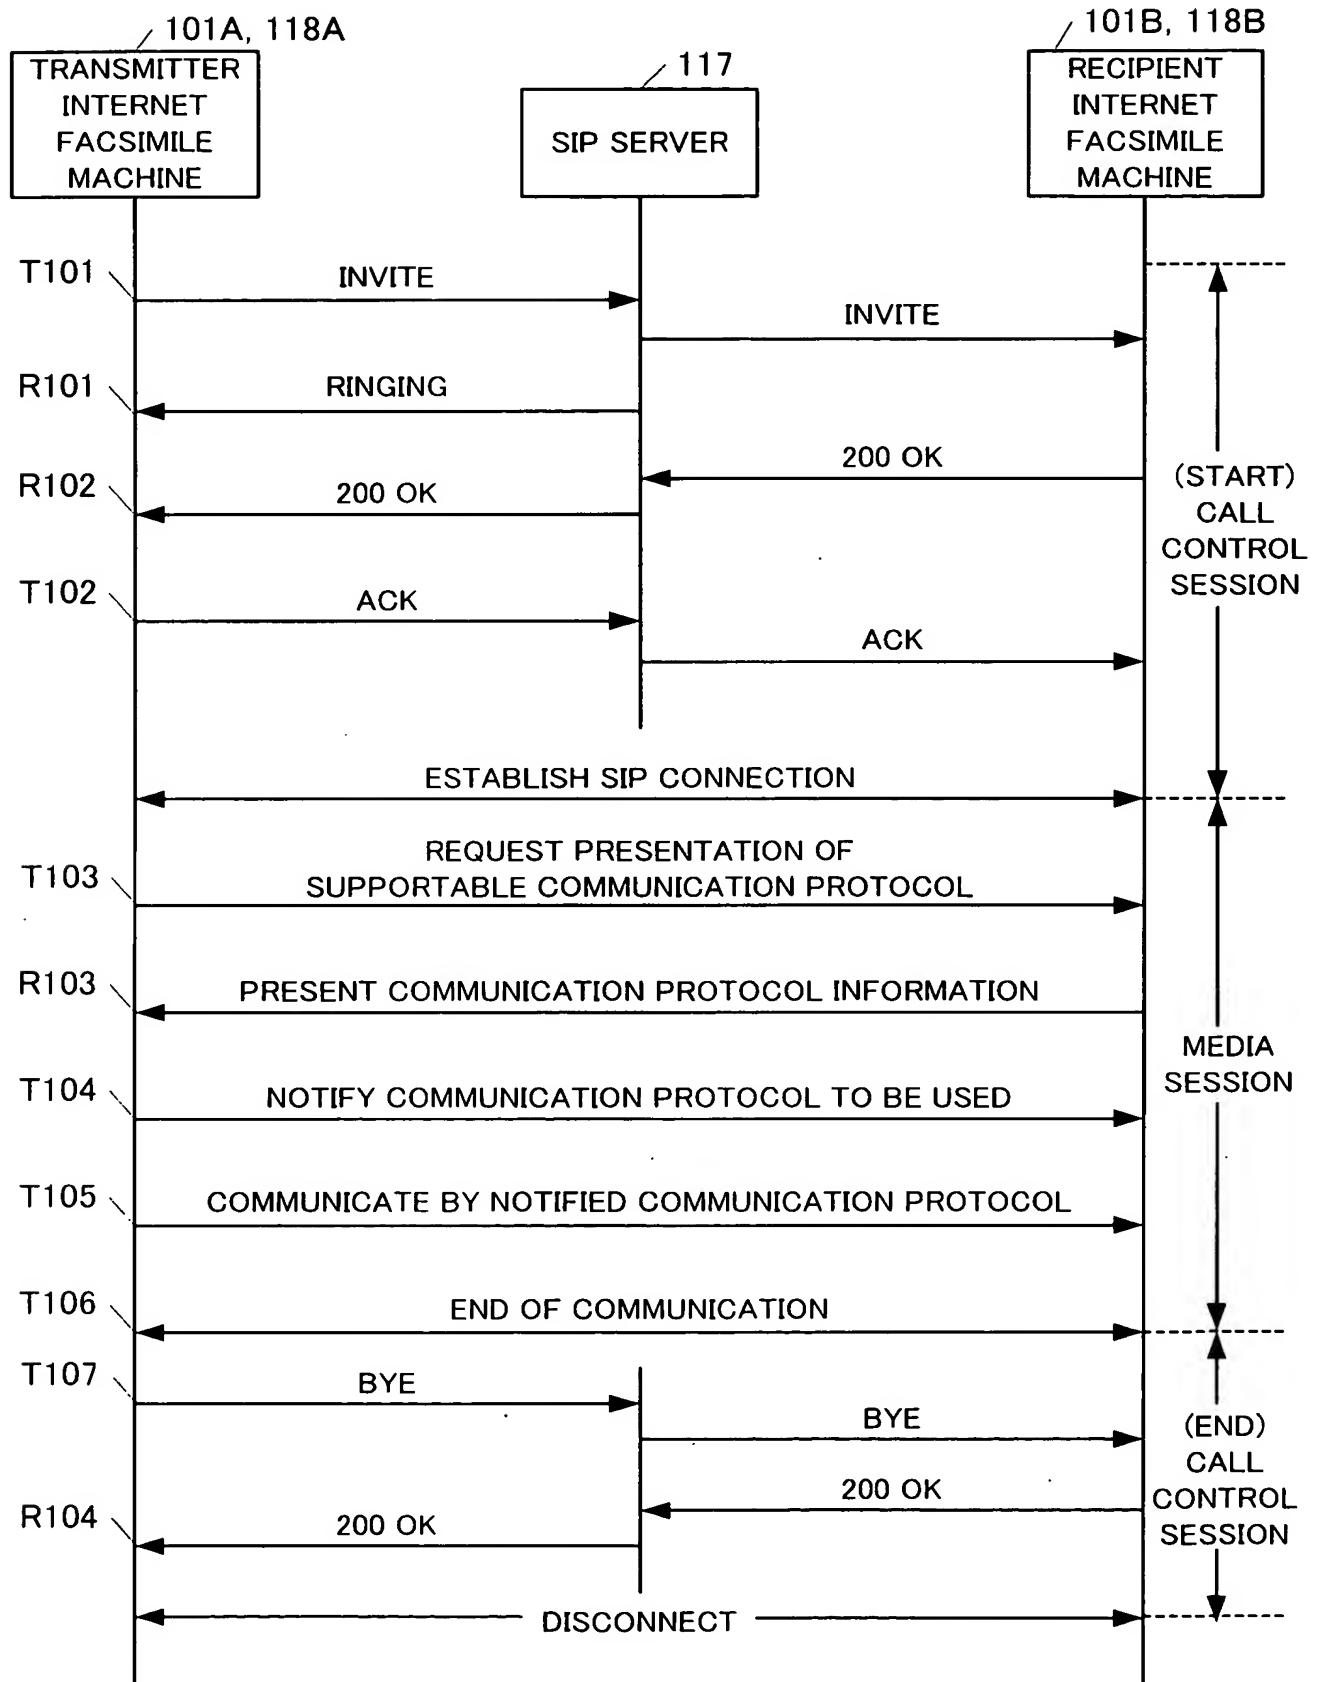 101A, 118A
117
101B, 118B
TRANSMITTER
INTERNET
FACSIMILE
MACHINE
SIP SERVER
RECIPIENT
INTERNET
FACSIMILE
MACHINE
T101
INVITE
INVITE
R101
RINGING
200 OK
R102
200 OK
(START)
CALL
CONTROL
SESSION
T102
ACK
ACK
ESTABLISH SIP CONNECTION
REQUEST PRESENTATION OF
SUPPORTABLE COMMUNICATION PROTOCOL
T103
R103
PRESENT COMMUNICATION PROTOCOL INFORMATION
MEDIA
SESSION
T104
NOTIFY COMMUNICATION PROTOCOL TO BE USED
T105
COMMUNICATE BY NOTIFIED COMMUNICATION PROTOCOL
T106
END OF COMMUNICATION
T107
BYE
BYE
(END)
CALL
CONTROL
SESSION
200 OK
R104
200 OK
DISCONNECT